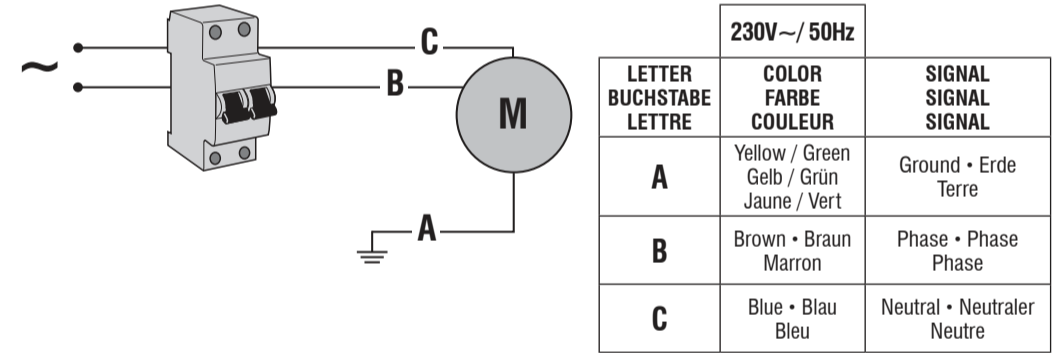 ~
C
B
M
A
230V~/ 50Hz
LETTER
BUCHSTABE
LETTRE
COLOR
FARBE
COULEUR
SIGNAL
SIGNAL
SIGNAL
A
Yellow / Green
Gelb / Grün
Jaune / Vert
Ground • Erde
Terre
B
Brown • Braun
Marron
Phase • Phase
Phase
C
Blue • Blau
Bleu
Neutral • Neutraler
Neutre